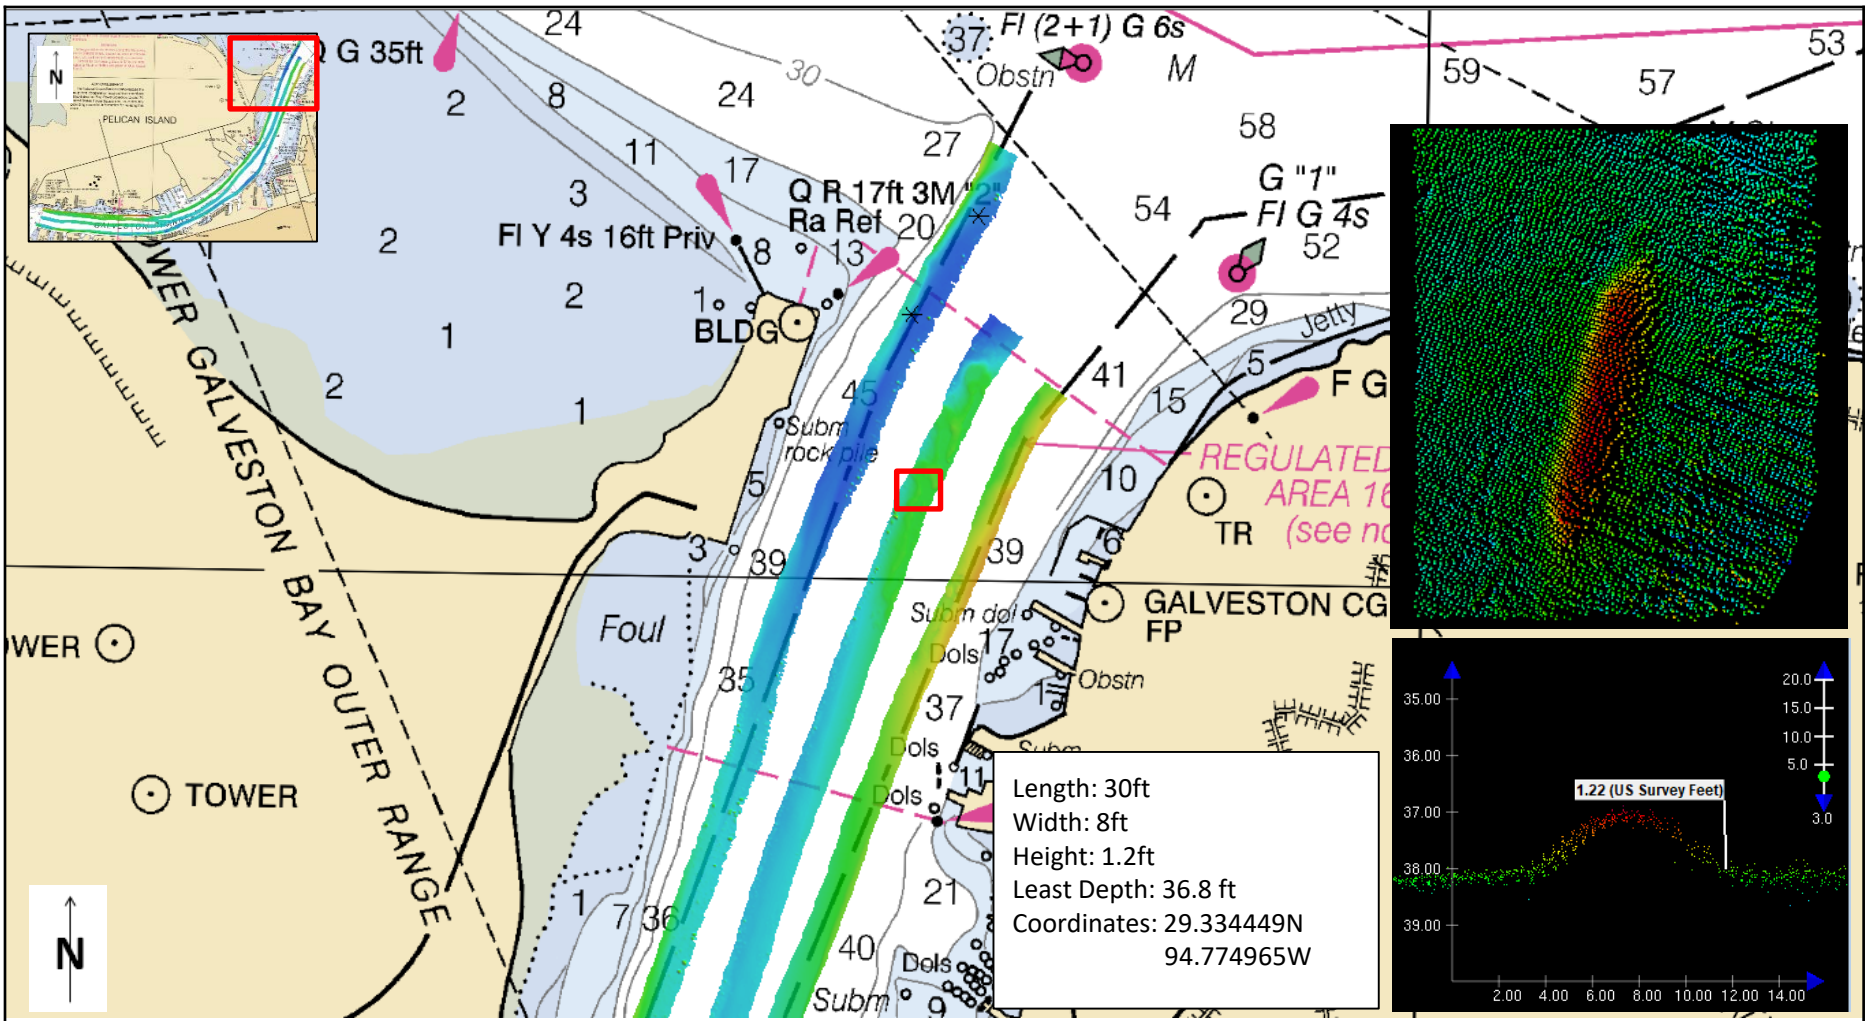 24
37
Fl (2+1) G 6s
M
Obstn
53
59
57
Q G 35ft
N
PELICAN ISLAND
30
2
8
24
58
27
11
17
3
G "1"
Fl G 4s
Q R 17ft 3M "2"
Ra Ref
20
54
52
Fl Y 4s 16ft Priv
8
13
2
2
1
29
Jetty
BLDG
1
5
41
2
1
45
15
F G
Subm
rock pile
REGULATED
AREA 16
5
10
TR
3
39
39
6
GALVESTON CG
FP
Foul
Subm dol
17
Dols
Obstn
1
35
37
GALVESTON BAY OUTER RANGE
TOWER
Dols
Subm
11
Dols
Length: 30ft
Width: 8ft
Height: 1.2ft
Least Depth: 36.8 ft
Coordinates: 29.334449N
94.774965W
1
7
36
21
40
Dols
Subm
9
N
20.0
15.0
10.0
5.0
3.0
35.00
36.00
37.00
38.00
39.00
1.22 (US Survey Feet)
2.00 4.00 6.00 8.00 10.00 12.00 14.00